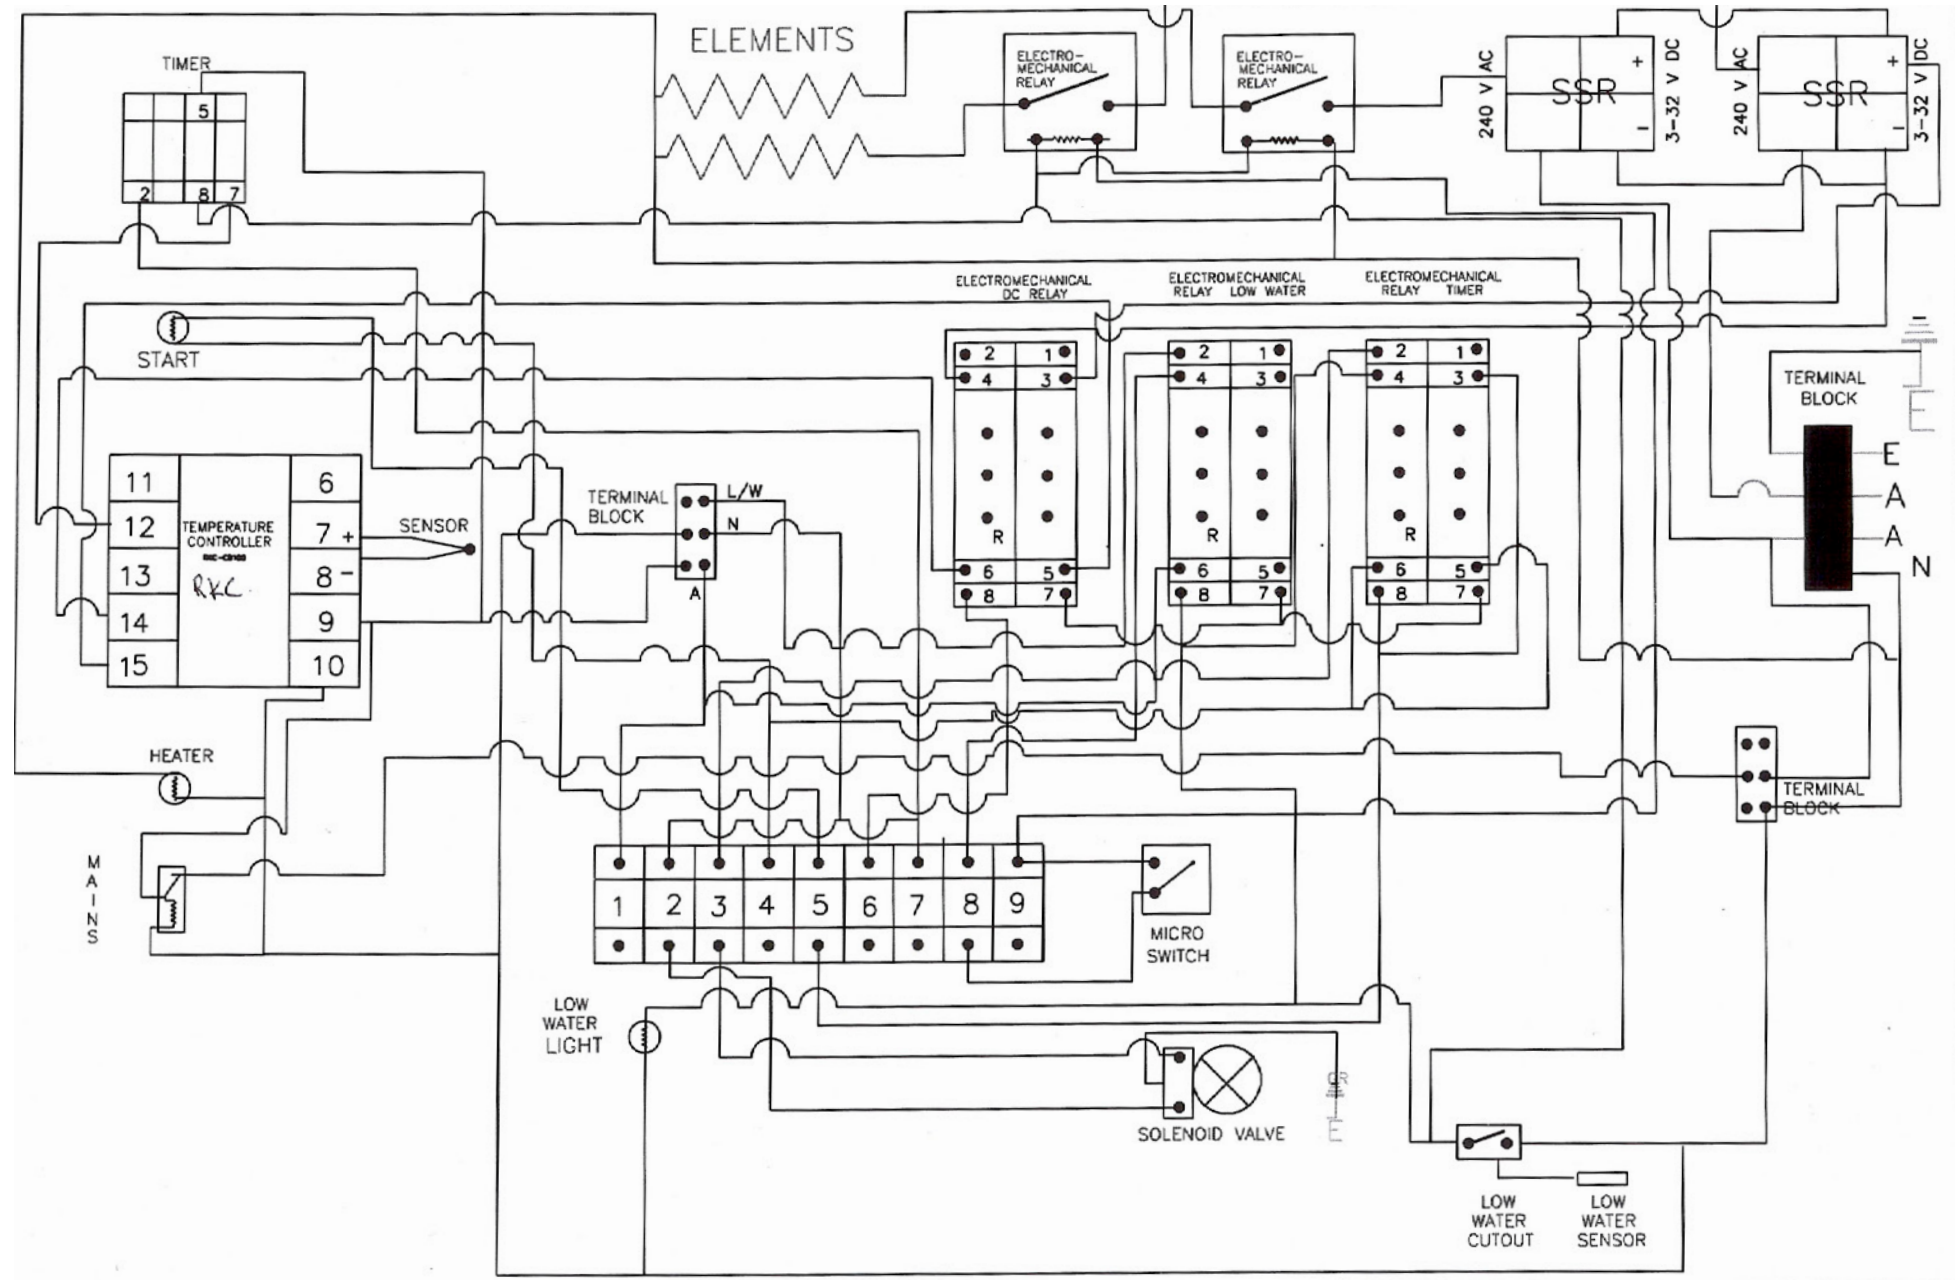 ELEMENTS
TIMER
5
2 8 7
ELECTRO-
MECHANICAL
RELAY
ELECTRO-
MECHANICAL
RELAY
240 V AC
SSR
+
-
3-32 V DC
240 V AC
SSR
+
-
3-32 V DC
START
ELECTROMECHANICAL
DC RELAY
ELECTROMECHANICAL
RELAY LOW WATER
ELECTROMECHANICAL
RELAY TIMER
2 1
4 3
R
6 5
8 7
2 1
4 3
R
6 5
8 7
2 1
4 3
R
6 5
8 7
E
TERMINAL
BLOCK
E
A
A
N
11 6
12 7 +
13 8 -
14 9
15 10
TEMPERATURE
CONTROLLER
RKC
SENSOR
TERMINAL
BLOCK
L/W
N
A
HEATER
MAINS
TERMINAL
BLOCK
1 2 3 4 5 6 7 8 9
MICRO
SWITCH
LOW
WATER
LIGHT
SOLENOID VALVE
E
LOW
WATER
CUTOUT
LOW
WATER
SENSOR